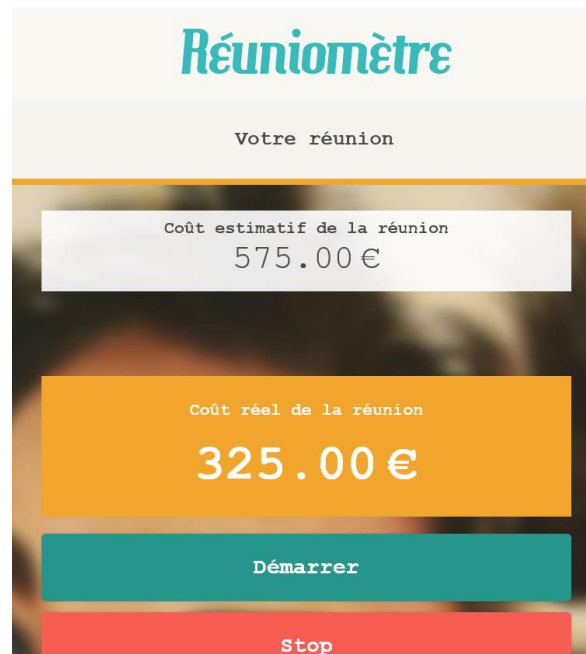 Réuniomètre
Votre réunion
Coût estimatif de la réunion
575.00€
Coût réel de la réunion
325.00€
Démarrer
Stop